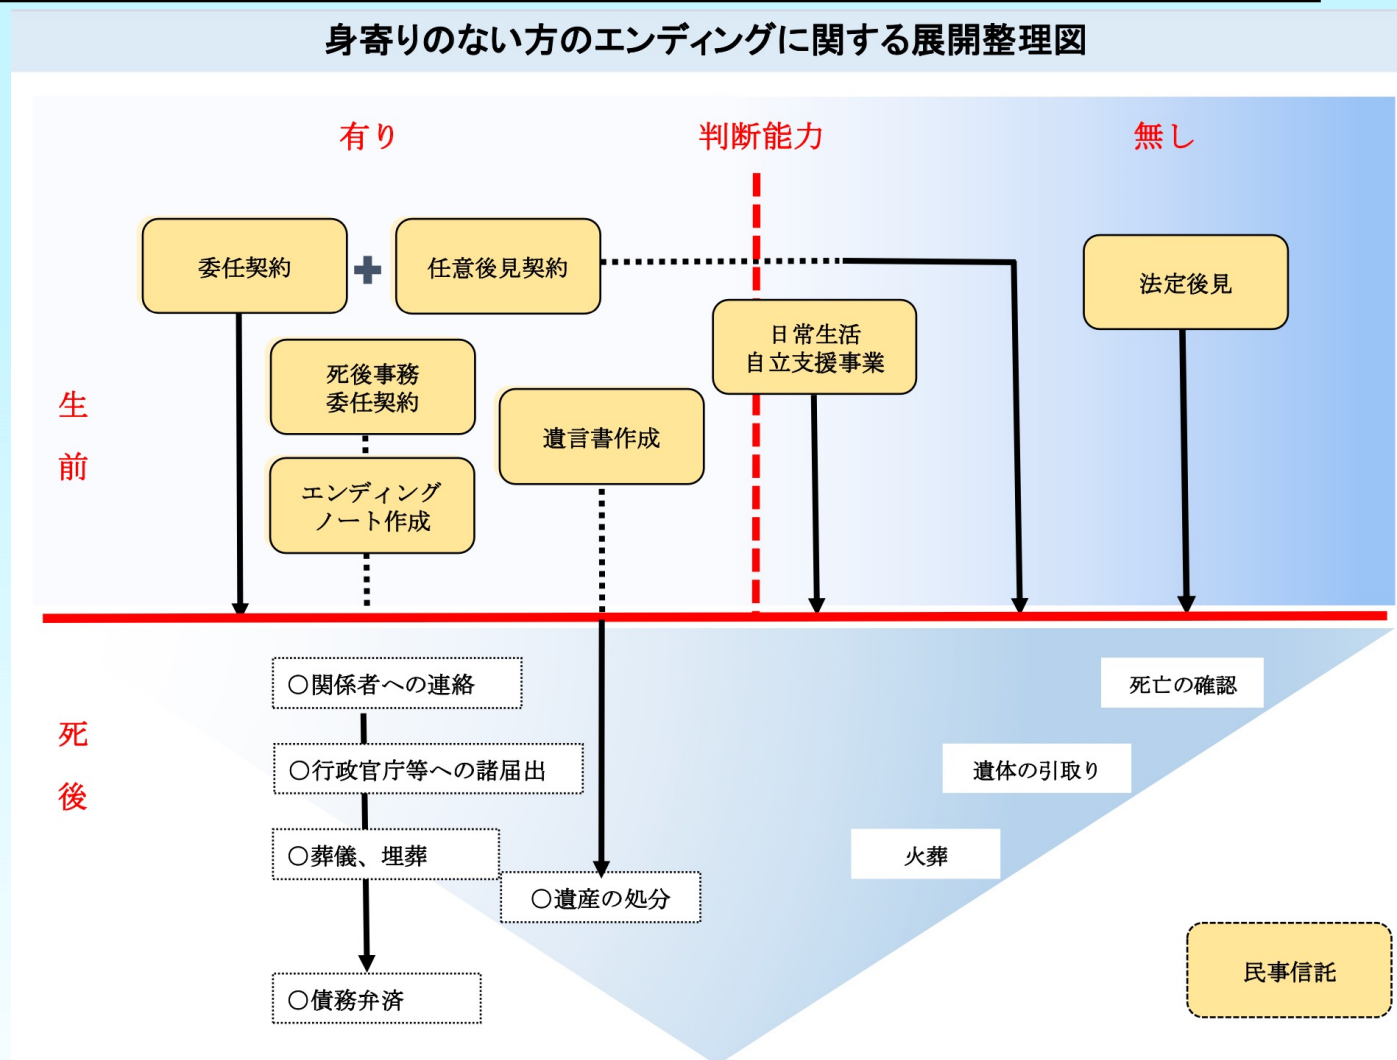 身寄りのない方のエンディングに関する展開整理図
有り
判断能力
無し
委任契約
任意後見契約
法定後見
日常生活
自立支援事業
死後事務
委任契約
遺言書作成
エンディング
ノート作成
生
前
死
後
〇関係者への連絡
〇行政官庁等への諸届出
〇葬儀、埋葬
〇遺産の処分
〇債務弁済
死亡の確認
遺体の引取り
火葬
民事信託